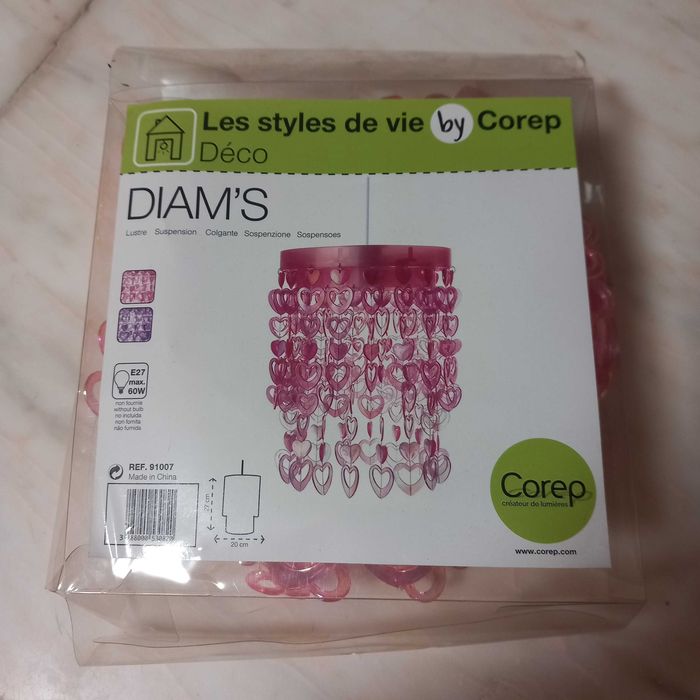 Les styles de vie by Corep
Déco
DIAM'S
Lustre Suspension Colgante Sospenzione Sospensoes
E27
max.
60W
non fournie
without bulb
no incluida
non fornita
não fumida
REF. 91007
Made in China
27 cm
20 cm
Corep
créateur de lumières
www.corep.com